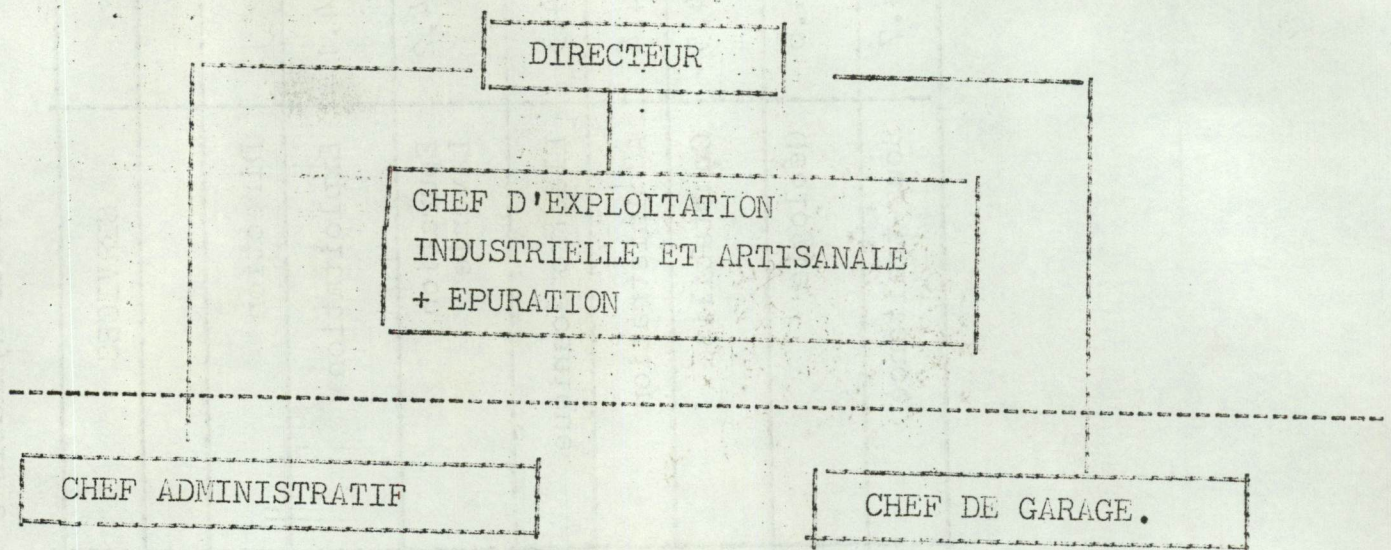 DIRECTEUR
CHEF D'EXPLOITATION
INDUSTRIELLE ET ARTISANALE
+ EPURATION
CHEF ADMINISTRATIF
CHEF DE GARAGE.